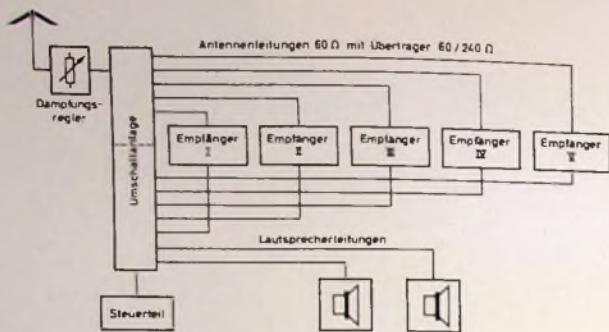 Antennenleitungen 60 Ω mit Übertrager 60 / 240 Ω
Dämpfungs-
regler
Umschaltanlage
Empfänger
I
Empfänger
II
Empfänger
III
Empfänger
IV
Empfänger
V
Lautsprecherleitungen
Steuerteil